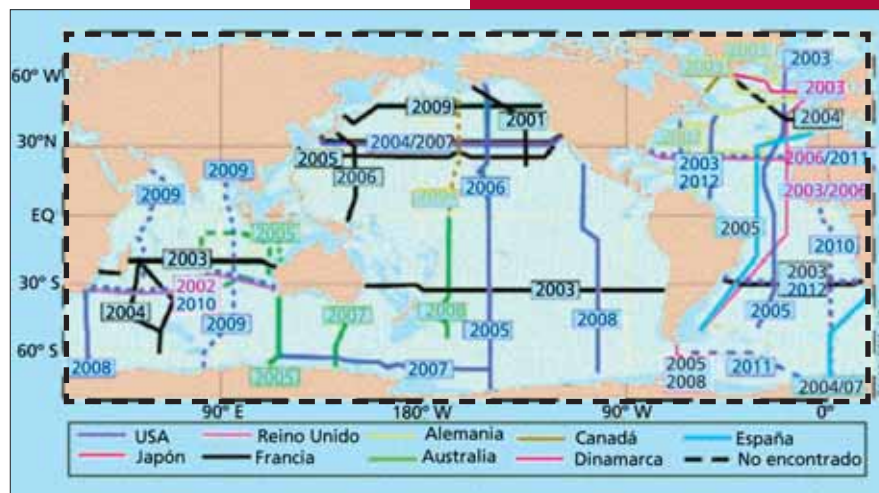 2003
60° W
2003
2009
2001
2004
30°N
2004/2007
2005
2003
2006/2011
2009
2006
2012
2009
2006
2003/2006
EQ
2005
2005
2010
2003
2003
30° S
2002
2003
2012
2010
2004
2007
2005
2009
2005
2008
60° S
2008
2007
2005
2011
2005
2008
2004/07
90° E
180° W
90° W
0°
USA
Reino Unido
Alemania
Canadá
España
Japón
Francia
Australia
Dinamarca
No encontrado